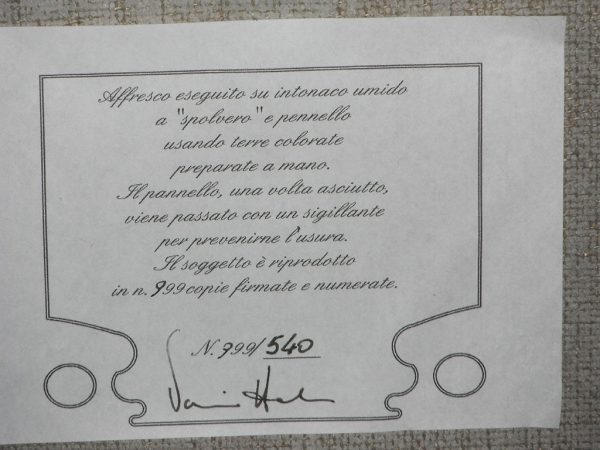 Affresco eseguito su intonaco umido
a "spolvero" e pennello
usando terre colorate
preparate a mano.
Il pannello, una volta asciutto,
viene passato con un sigillante
per prevenirne l'usura.
Il soggetto è riprodotto
in n. 999 copie firmate e numerate.
N. 999/540